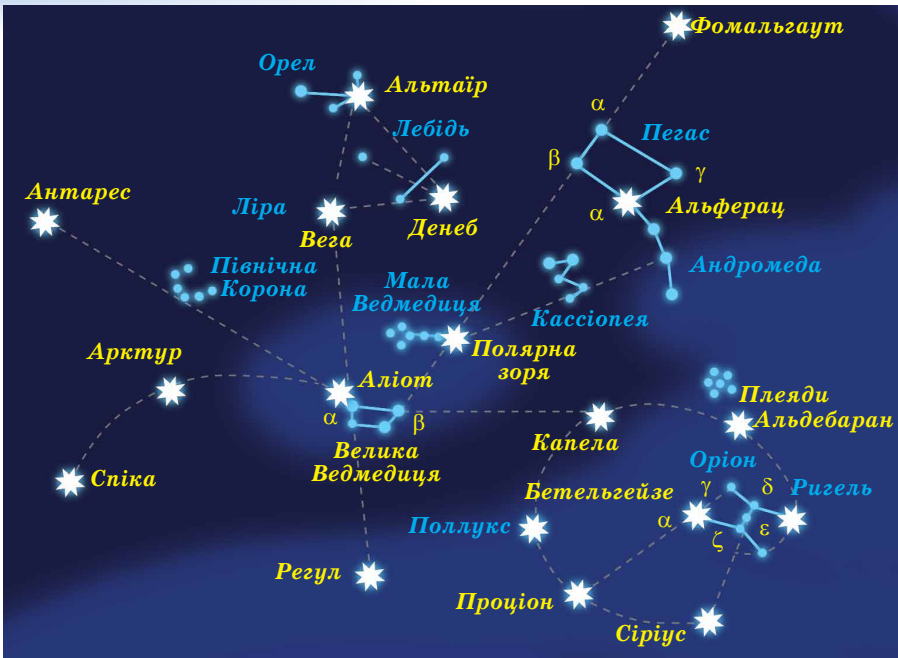 Фомальгаут
Орел
Альтаїр
α
Пегас
Лебідь
β
γ
Антарес
Ліра
Вега
Денеб
α
Альферац
Північна
Корона
Мала
Ведмедиця
Андромеда
Кассіопея
Арктур
Полярна
зоря
Аліот
α
β
Плеяди
Альдебаран
Капела
Велика
Ведмедиця
Спіка
Оріон
Бетельгейзе
γ
δ
Ригель
Поллукс
α
ζ
ε
Регул
Проціон
Сіріус